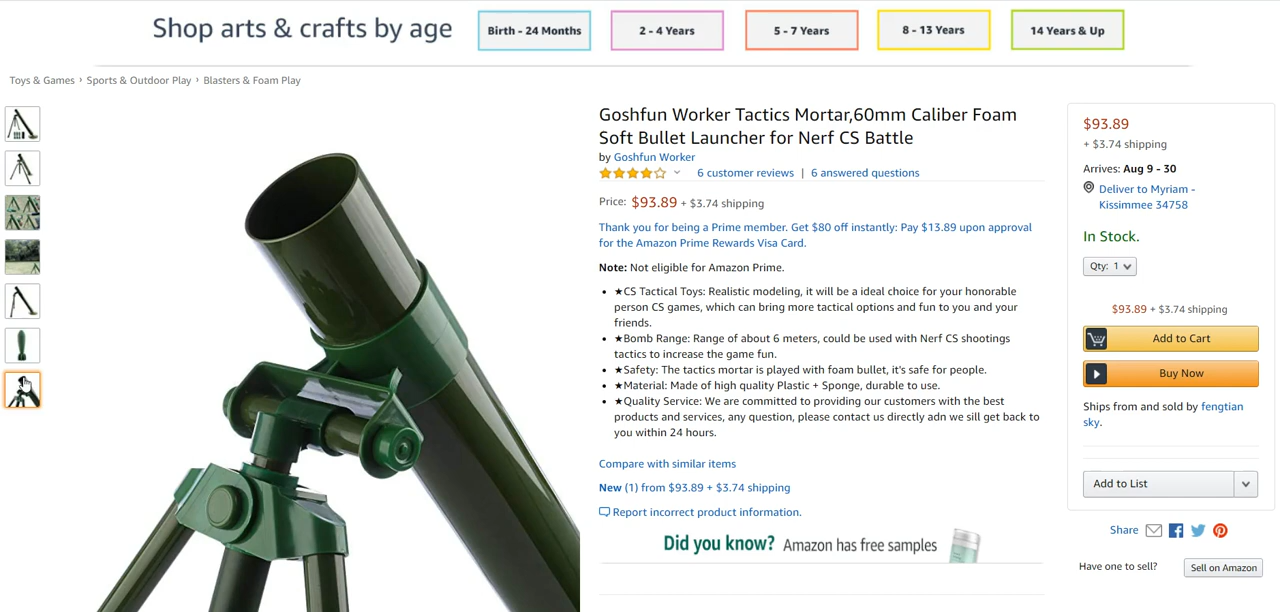 Shop arts & crafts by age
Birth - 24 Months
2 - 4 Years
5 - 7 Years
8 - 13 Years
14 Years & Up
Toys & Games › Sports & Outdoor Play › Blasters & Foam Play
Goshfun Worker Tactics Mortar,60mm Caliber Foam
Soft Bullet Launcher for Nerf CS Battle
by Goshfun Worker
6 customer reviews | 6 answered questions
Price: $93.89 + $3.74 shipping
Thank you for being a Prime member. Get $80 off instantly: Pay $13.89 upon approval
for the Amazon Prime Rewards Visa Card.
Note: Not eligible for Amazon Prime.
• ★CS Tactical Toys: Realistic modeling, it will be a ideal choice for your honorable
person CS games, which can bring more tactical options and fun to you and your
friends.
• ★Bomb Range: Range of about 6 meters, could be used with Nerf CS shootings
tactics to increase the game fun.
• ★Safety: The tactics mortar is played with foam bullet, it's safe for people.
• ★Material: Made of high quality Plastic + Sponge, durable to use.
• ★Quality Service: We are committed to providing our customers with the best
products and services, any question, please contact us directly adn we sill get back to
you within 24 hours.
Compare with similar items
New (1) from $93.89 + $3.74 shipping
Report incorrect product information.
Did you know? Amazon has free samples
$93.89
+ $3.74 shipping
Arrives: Aug 9 - 30
Deliver to Myriam -
Kissimmee 34758
In Stock.
Qty: 1
$93.89 + $3.74 shipping
Add to Cart
Buy Now
Ships from and sold by fengtian
sky.
Add to List
Share
Have one to sell?
Sell on Amazon